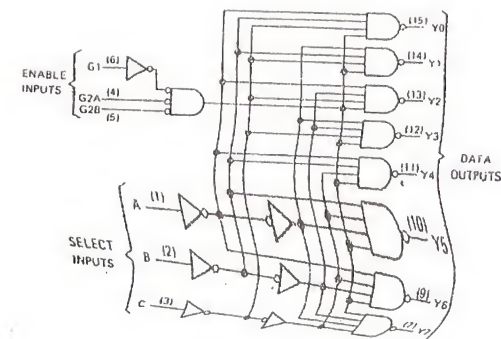 (15) Y0
(14) Y1
(13) Y2
(12) Y3
(11) Y4
(10) Y5
(9) Y6
(7) Y7
ENABLE INPUTS
G1 (6)
G2A (4)
G2B (5)
DATA OUTPUTS
SELECT INPUTS
A (1)
B (2)
C (3)